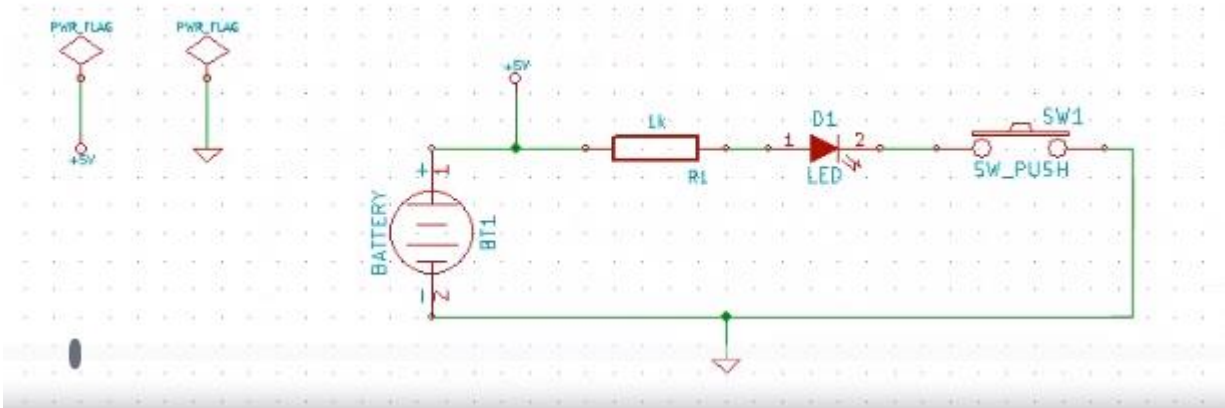 PWR_FLAG
PWR_FLAG
+5V
+5V
1k
R1
D1
1
2
LED
SW1
SW_PUSH
+
1
BATTERY
BT1
-
2